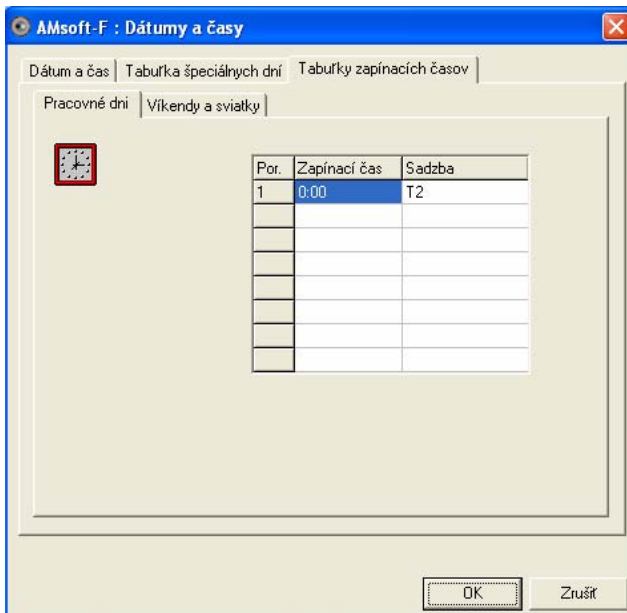 AMsoft-F : Dátumy a časy
Dátum a čas Tabuľka špeciálnych dní Tabuľky zapínacích časov
Pracovné dni Víkendy a sviatky
Por. Zapínací čas Sadzba
1 0:00 T2
OK Zrušiť